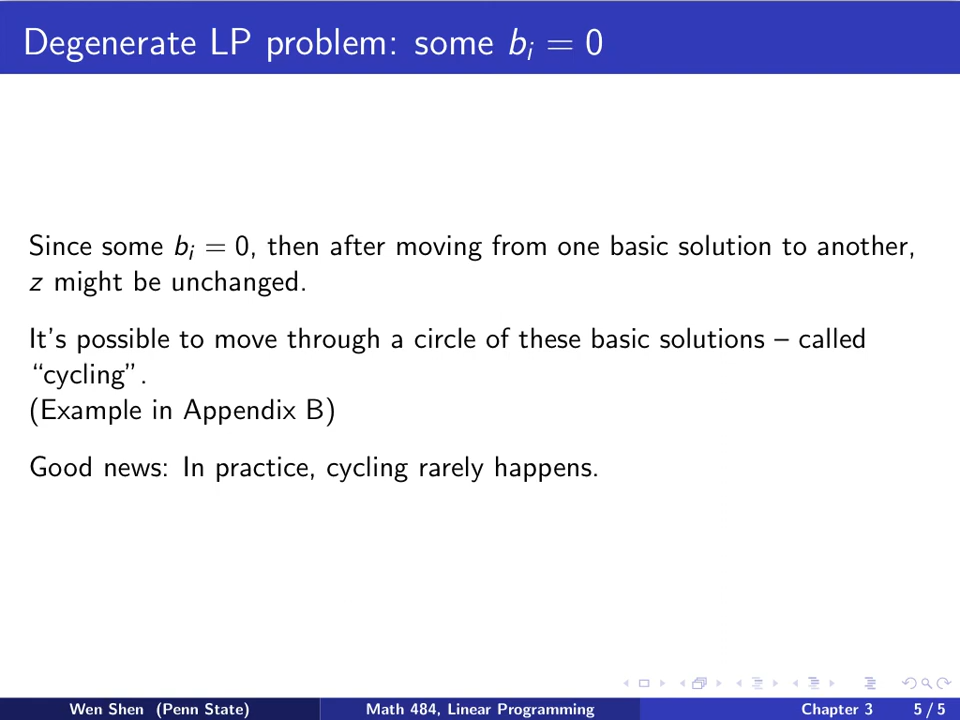 Degenerate LP problem: some bᵢ = 0
Since some bᵢ = 0, then after moving from one basic solution to another,
z might be unchanged.
It's possible to move through a circle of these basic solutions – called
“cycling”.
(Example in Appendix B)
Good news: In practice, cycling rarely happens.
Wen Shen (Penn State) Math 484, Linear Programming Chapter 3 5 / 5